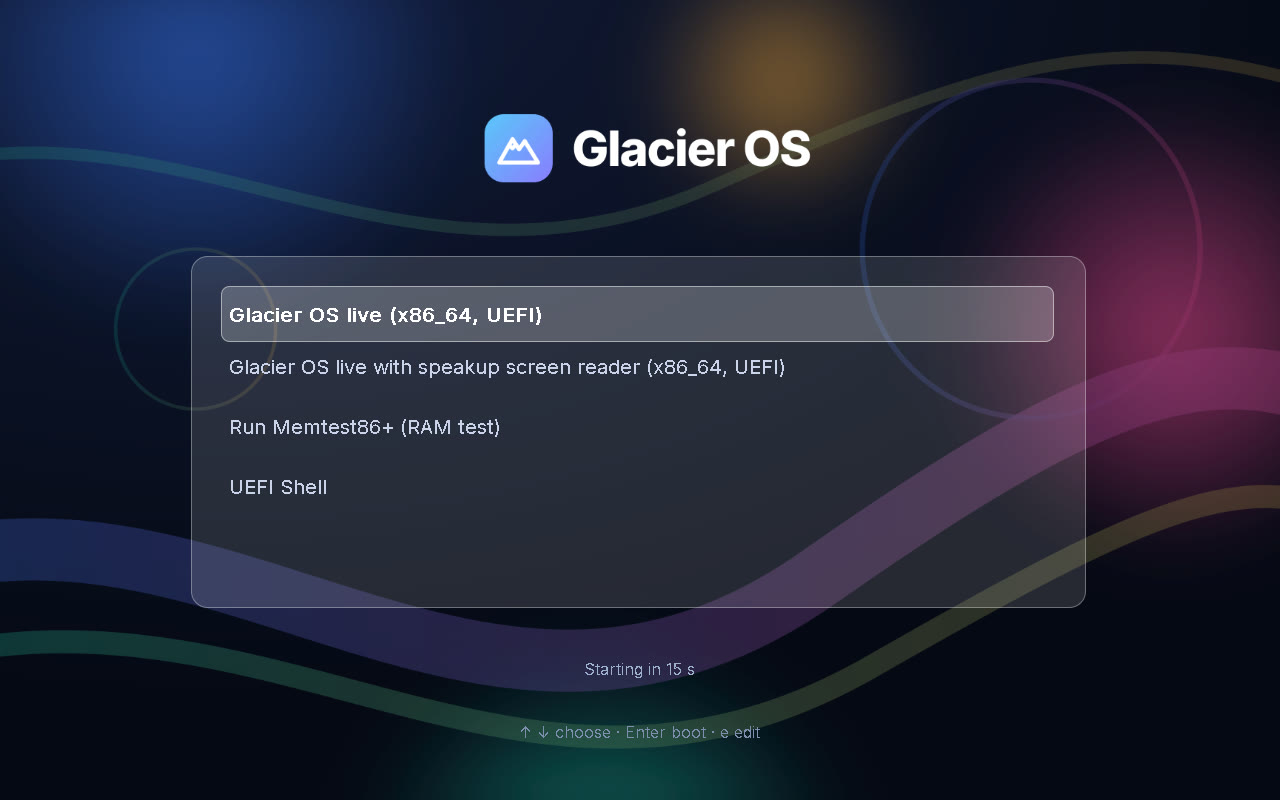 Glacier OS
Glacier OS live (x86_64, UEFI)
Glacier OS live with speakup screen reader (x86_64, UEFI)
Run Memtest86+ (RAM test)
UEFI Shell
Starting in 15 s
↑ ↓ choose · Enter boot · e edit